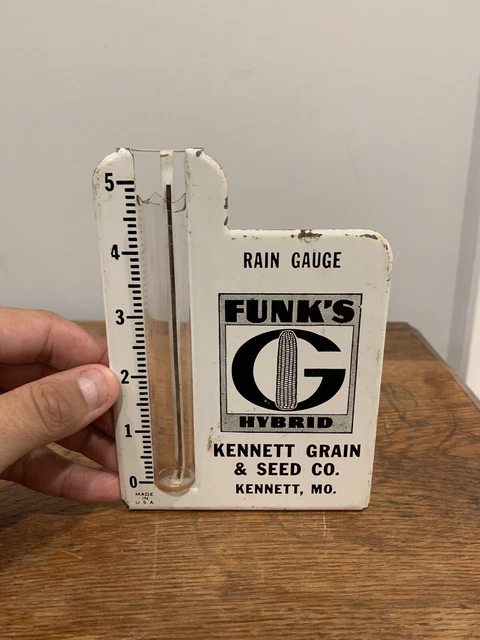 5
4
3
2
1
0
MADE
IN
U.S.A.
RAIN GAUGE
FUNK'S
G
HYBRID
KENNETT GRAIN
& SEED CO.
KENNETT, MO.